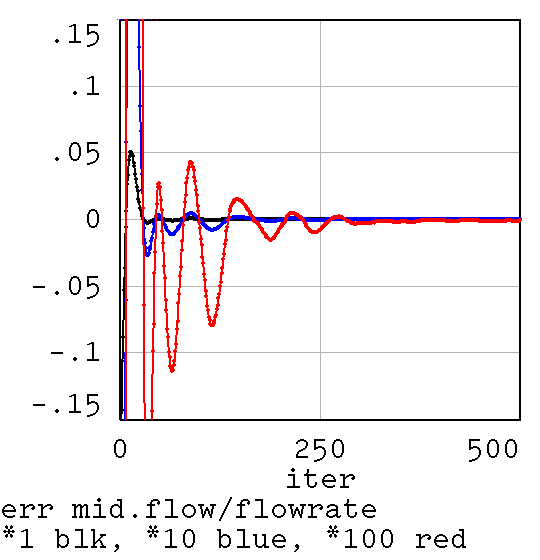 .15
.1
.05
0
-.05
-.1
-.15
0 250 500
iter
err mid.flow/flowrate
*1 blk, *10 blue, *100 red